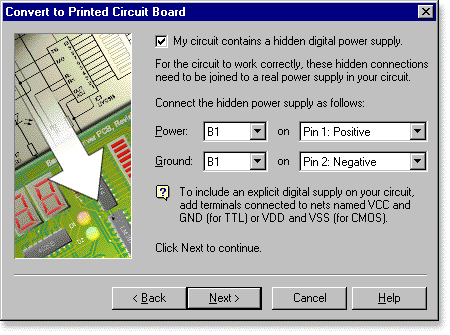 Convert to Printed Circuit Board
My circuit contains a hidden digital power supply.
For the circuit to work correctly, these hidden connections
need to be joined to a real power supply in your circuit.
Connect the hidden power supply as follows:
Power: B1 on Pin 1: Positive
Ground: B1 on Pin 2: Negative
To include an explicit digital supply on your circuit,
add terminals connected to nets named VCC and
GND (for TTL) or VDD and VSS (for CMOS).
Click Next to continue.
< Back Next > Cancel Help